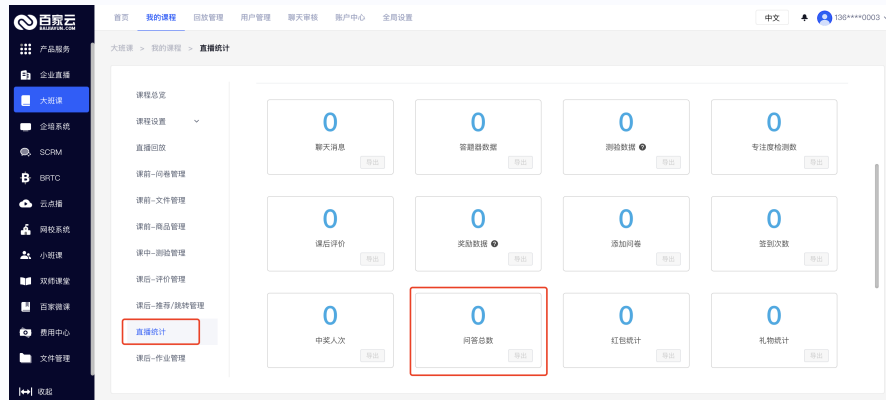 百家云
BAIJIAYUN.COM
首页 我的课程 回放管理 用户管理 聊天审核 账户中心 全局设置
中文 136****0003
产品服务
企业直播
大班课
企培系统
SCRM
BRTC
云点播
网校系统
小班课
双师课堂
百家微课
费用中心
文件管理
收起
大班课 > 我的课程 > 直播统计
课程总览
课程设置
直播回放
课前-问卷管理
课前-文件管理
课前-商品管理
课中-测验管理
课后-评价管理
课后-推荐/跳转管理
直播统计
课后-作业管理
0
聊天消息
导出
0
答题器数据
导出
0
测验数据
导出
0
专注度检测数
导出
0
课后评价
导出
0
奖励数据
导出
0
添加问卷
导出
0
签到次数
导出
0
中奖人次
导出
0
问答总数
导出
0
红包统计
导出
0
礼物统计
导出